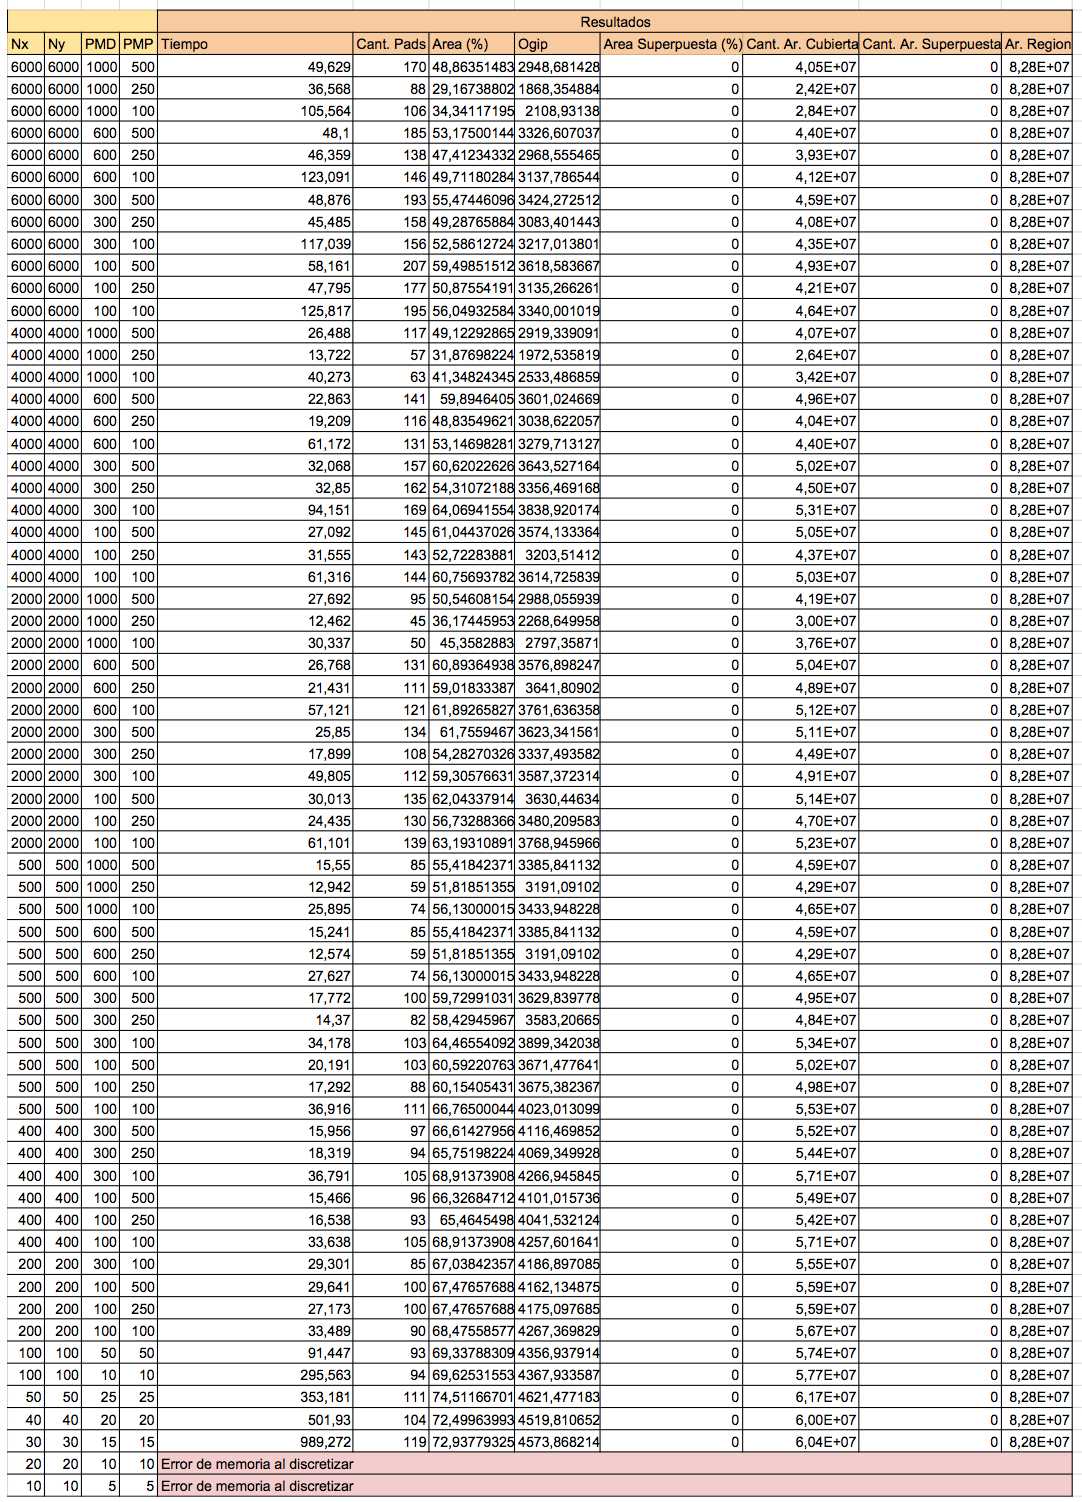 Resultados
Nx Ny PMD PMP Tiempo Cant. Pads Area (%) Ogip Area Superpuesta (%) Cant. Ar. Cubierta Cant. Ar. Superpuesta Ar. Region
6000 6000 1000 500 49,629 170 48,86351483 2948,681428 0 4,05E+07 0 8,28E+07
6000 6000 1000 250 36,568 88 29,16738802 1868,354884 0 2,42E+07 0 8,28E+07
6000 6000 1000 100 105,564 106 34,34117195 2108,93138 0 2,84E+07 0 8,28E+07
6000 6000 600 500 48,1 185 53,17500144 3326,607037 0 4,40E+07 0 8,28E+07
6000 6000 600 250 46,359 138 47,41234332 2968,555465 0 3,93E+07 0 8,28E+07
6000 6000 600 100 123,091 146 49,71180284 3137,786544 0 4,12E+07 0 8,28E+07
6000 6000 300 500 48,876 193 55,47446096 3424,272512 0 4,59E+07 0 8,28E+07
6000 6000 300 250 45,485 158 49,28765884 3083,401443 0 4,08E+07 0 8,28E+07
6000 6000 300 100 117,039 156 52,58612724 3217,013801 0 4,35E+07 0 8,28E+07
6000 6000 100 500 58,161 207 59,49851512 3618,583667 0 4,93E+07 0 8,28E+07
6000 6000 100 250 47,795 177 50,87554191 3135,266261 0 4,21E+07 0 8,28E+07
6000 6000 100 100 125,817 195 56,04932584 3340,001019 0 4,64E+07 0 8,28E+07
4000 4000 1000 500 26,488 117 49,12292865 2919,339091 0 4,07E+07 0 8,28E+07
4000 4000 1000 250 13,722 57 31,87698224 1972,535819 0 2,64E+07 0 8,28E+07
4000 4000 1000 100 40,273 63 41,34824345 2533,486859 0 3,42E+07 0 8,28E+07
4000 4000 600 500 22,863 141 59,8946405 3601,024669 0 4,96E+07 0 8,28E+07
4000 4000 600 250 19,209 116 48,83549621 3038,622057 0 4,04E+07 0 8,28E+07
4000 4000 600 100 61,172 131 53,14698281 3279,713127 0 4,40E+07 0 8,28E+07
4000 4000 300 500 32,068 157 60,62022626 3643,527164 0 5,02E+07 0 8,28E+07
4000 4000 300 250 32,85 162 54,31072188 3356,469168 0 4,50E+07 0 8,28E+07
4000 4000 300 100 94,151 169 64,06941554 3838,920174 0 5,31E+07 0 8,28E+07
4000 4000 100 500 27,092 145 61,04437026 3574,133364 0 5,05E+07 0 8,28E+07
4000 4000 100 250 31,555 143 52,72283881 3203,51412 0 4,37E+07 0 8,28E+07
4000 4000 100 100 61,316 144 60,75693782 3614,725839 0 5,03E+07 0 8,28E+07
2000 2000 1000 500 27,692 95 50,54608154 2988,055939 0 4,19E+07 0 8,28E+07
2000 2000 1000 250 12,462 45 36,17445953 2268,649958 0 3,00E+07 0 8,28E+07
2000 2000 1000 100 30,337 50 45,3582883 2797,35871 0 3,76E+07 0 8,28E+07
2000 2000 600 500 26,768 131 60,89364938 3576,898247 0 5,04E+07 0 8,28E+07
2000 2000 600 250 21,431 111 59,01833387 3641,80902 0 4,89E+07 0 8,28E+07
2000 2000 600 100 57,121 121 61,89265827 3761,636358 0 5,12E+07 0 8,28E+07
2000 2000 300 500 25,85 134 61,7559467 3623,341561 0 5,11E+07 0 8,28E+07
2000 2000 300 250 17,899 108 54,28270326 3337,493582 0 4,49E+07 0 8,28E+07
2000 2000 300 100 49,805 112 59,30576631 3587,372314 0 4,91E+07 0 8,28E+07
2000 2000 100 500 30,013 135 62,04337914 3630,44634 0 5,14E+07 0 8,28E+07
2000 2000 100 250 24,435 130 56,73288366 3480,209583 0 4,70E+07 0 8,28E+07
2000 2000 100 100 61,101 139 63,19310891 3768,945966 0 5,23E+07 0 8,28E+07
500 500 1000 500 15,55 85 55,41842371 3385,841132 0 4,59E+07 0 8,28E+07
500 500 1000 250 12,942 59 51,81851355 3191,09102 0 4,29E+07 0 8,28E+07
500 500 1000 100 25,895 74 56,13000015 3433,948228 0 4,65E+07 0 8,28E+07
500 500 600 500 15,241 85 55,41842371 3385,841132 0 4,59E+07 0 8,28E+07
500 500 600 250 12,574 59 51,81851355 3191,09102 0 4,29E+07 0 8,28E+07
500 500 600 100 27,627 74 56,13000015 3433,948228 0 4,65E+07 0 8,28E+07
500 500 300 500 17,772 100 59,72991031 3629,839778 0 4,95E+07 0 8,28E+07
500 500 300 250 14,37 82 58,42945967 3583,20665 0 4,84E+07 0 8,28E+07
500 500 300 100 34,178 103 64,46554092 3899,342038 0 5,34E+07 0 8,28E+07
500 500 100 500 20,191 103 60,59220763 3671,477641 0 5,02E+07 0 8,28E+07
500 500 100 250 17,292 88 60,15405431 3675,382367 0 4,98E+07 0 8,28E+07
500 500 100 100 36,916 111 66,76500044 4023,013099 0 5,53E+07 0 8,28E+07
400 400 300 500 15,956 97 66,61427956 4116,469852 0 5,52E+07 0 8,28E+07
400 400 300 250 18,319 94 65,75198224 4069,349928 0 5,44E+07 0 8,28E+07
400 400 300 100 36,791 105 68,91373908 4266,945845 0 5,71E+07 0 8,28E+07
400 400 100 500 15,466 96 66,32684712 4101,015736 0 5,49E+07 0 8,28E+07
400 400 100 250 16,538 93 65,4645498 4041,532124 0 5,42E+07 0 8,28E+07
400 400 100 100 33,638 105 68,91373908 4257,601641 0 5,71E+07 0 8,28E+07
200 200 300 100 29,301 85 67,03842357 4186,897085 0 5,55E+07 0 8,28E+07
200 200 100 500 29,641 100 67,47657688 4162,134875 0 5,59E+07 0 8,28E+07
200 200 100 250 27,173 100 67,47657688 4175,097685 0 5,59E+07 0 8,28E+07
200 200 100 100 33,489 90 68,47558577 4267,369829 0 5,67E+07 0 8,28E+07
100 100 50 50 91,447 93 69,33788309 4356,937914 0 5,74E+07 0 8,28E+07
100 100 10 10 295,563 94 69,62531553 4367,933587 0 5,77E+07 0 8,28E+07
50 50 25 25 353,181 111 74,51166701 4621,477183 0 6,17E+07 0 8,28E+07
40 40 20 20 501,93 104 72,49963993 4519,810652 0 6,00E+07 0 8,28E+07
30 30 15 15 989,272 119 72,93779325 4573,868214 0 6,04E+07 0 8,28E+07
20 20 10 10 Error de memoria al discretizar
10 10 5 5 Error de memoria al discretizar